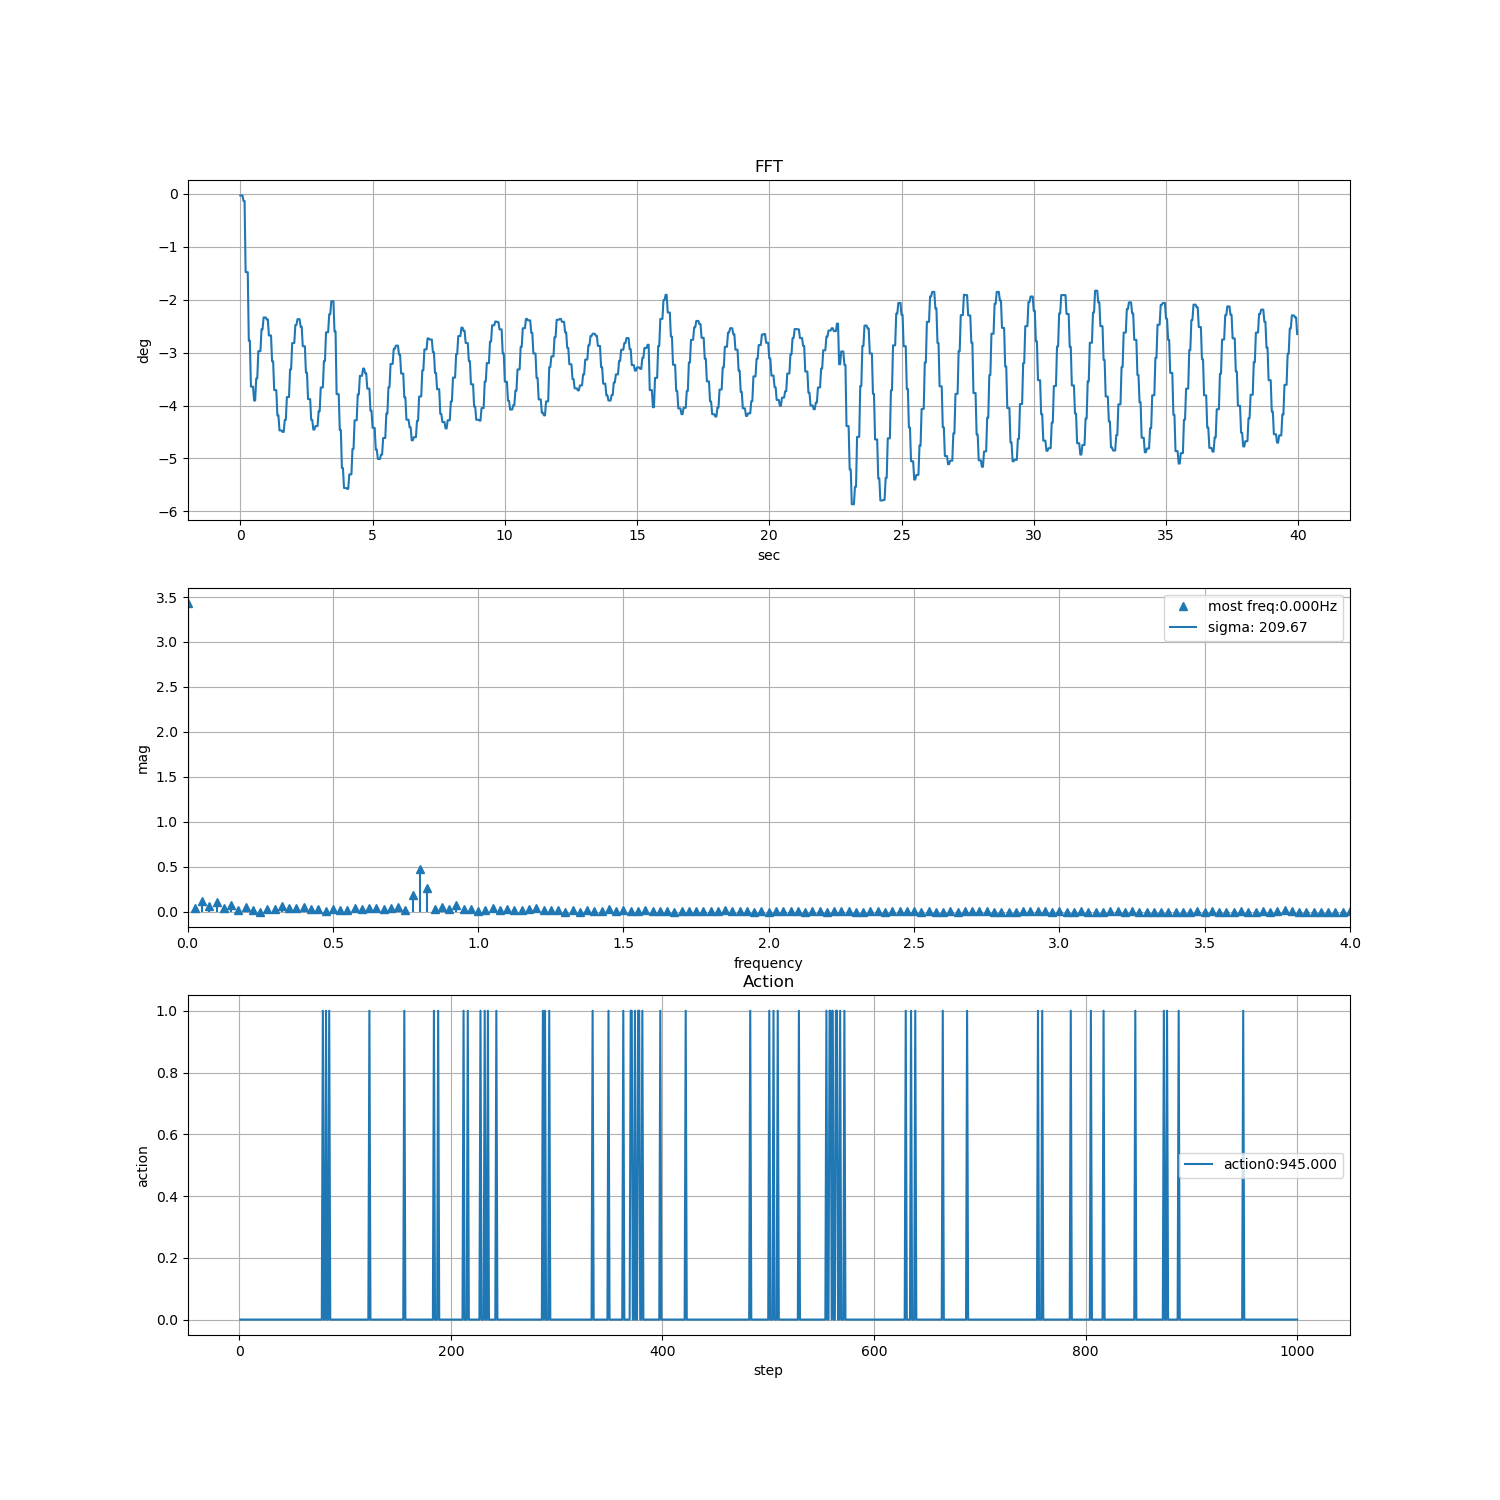 FFT
0
−1
−2
−3
−4
−5
−6
deg
0 5 10 15 20 25 30 35 40
sec
3.5
3.0
2.5
2.0
1.5
1.0
0.5
0.0
mag
most freq:0.000Hz
sigma: 209.67
0.0 0.5 1.0 1.5 2.0 2.5 3.0 3.5 4.0
frequency
Action
1.0
0.8
0.6
0.4
0.2
0.0
action
action0:945.000
0 200 400 600 800 1000
step